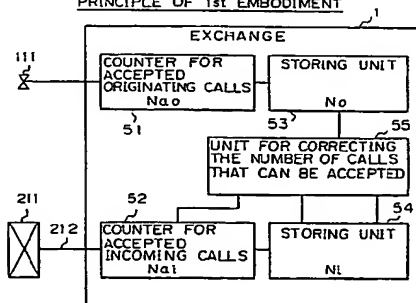 PRINCIPLE OF 1st EMBODIMENT
1
EXCHANGE
111
COUNTER FOR
ACCEPTED
ORIGINATING CALLS
Nao
51
STORING UNIT
No
53
55
UNIT FOR CORRECTING
THE NUMBER OF CALLS
THAT CAN BE ACCEPTED
211
212
52
COUNTER FOR
ACCEPTED
INCOMING CALLS
Nai
54
STORING UNIT
Ni